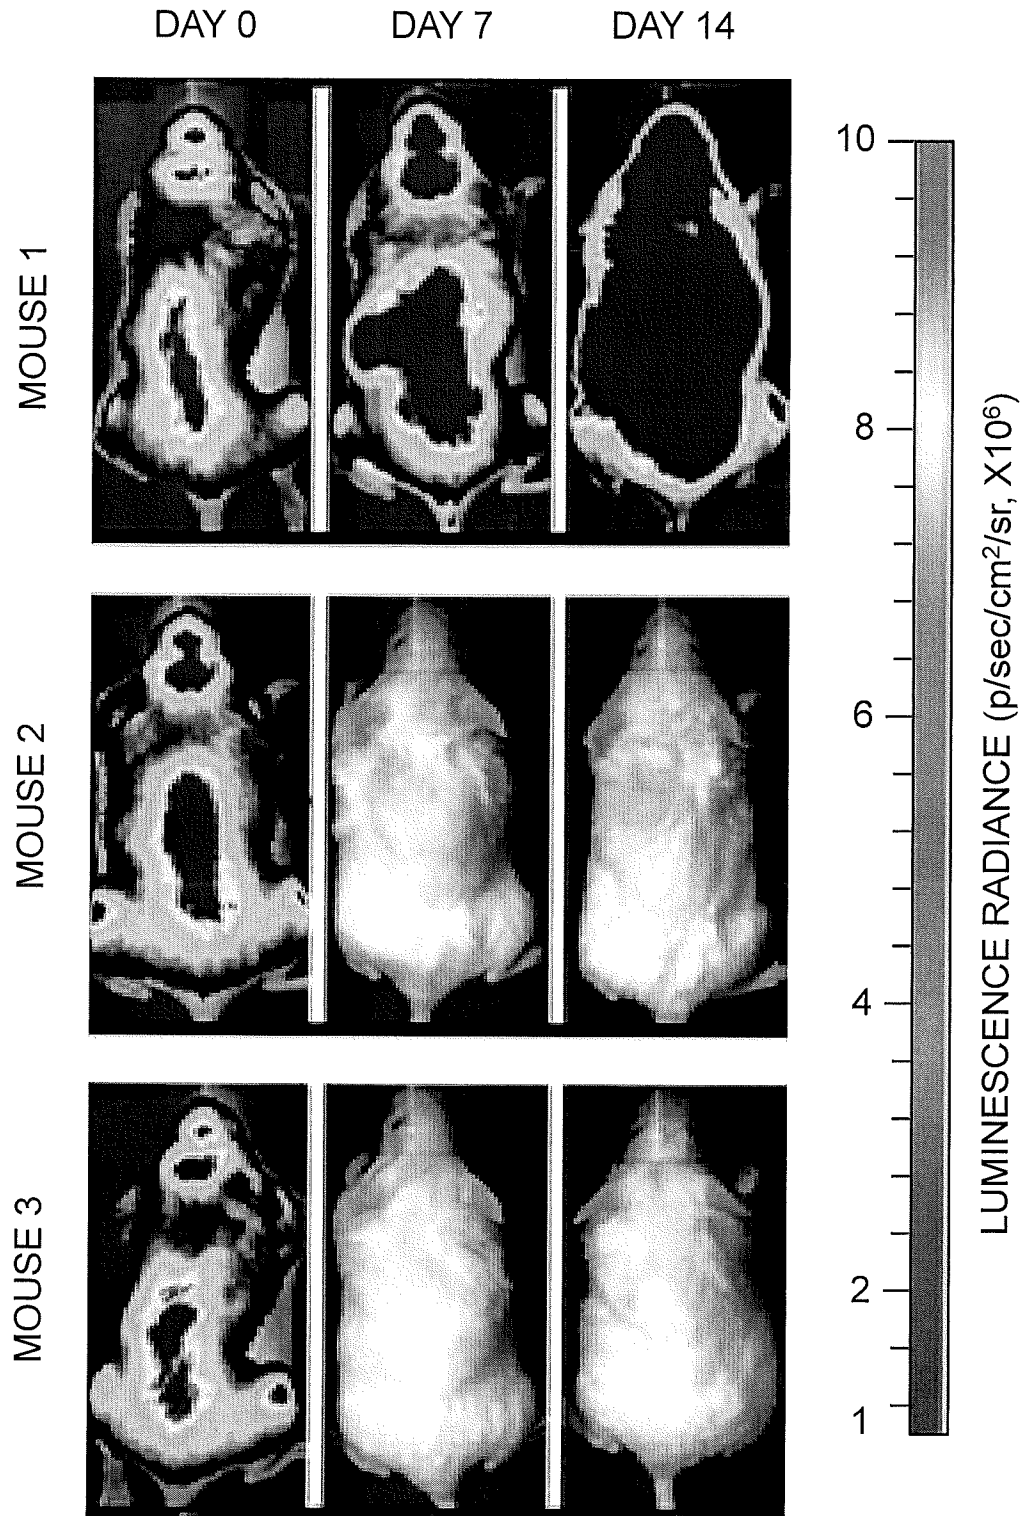 DAY 0 DAY 7 DAY 14
MOUSE 1
MOUSE 2
MOUSE 3
10
8
6
4
2
1
LUMINESCENCE RADIANCE (p/sec/cm²/sr, X10⁶)